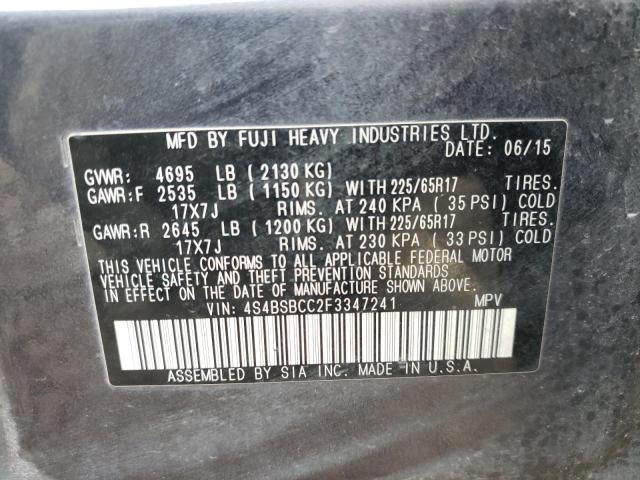 MFD BY FUJI HEAVY INDUSTRIES LTD.
DATE: 06/15
GVWR: 4695 LB ( 2130 KG)
GAWR:F 2535 LB ( 1150 KG) WITH 225/65R17 TIRES.
17X7J RIMS. AT 240 KPA ( 35 PSI) COLD
GAWR:R 2645 LB ( 1200 KG) WITH 225/65R17 TIRES.
17X7J RIMS. AT 230 KPA ( 33 PSI) COLD
THIS VEHICLE CONFORMS TO ALL APPLICABLE FEDERAL MOTOR
VEHICLE SAFETY AND THEFT PREVENTION STANDARDS
IN EFFECT ON THE DATE OF MANUFACTURE SHOWN ABOVE.
VIN: 4S4BSBCC2F3347241 MPV
ASSEMBLED BY SIA INC. MADE IN U.S.A.